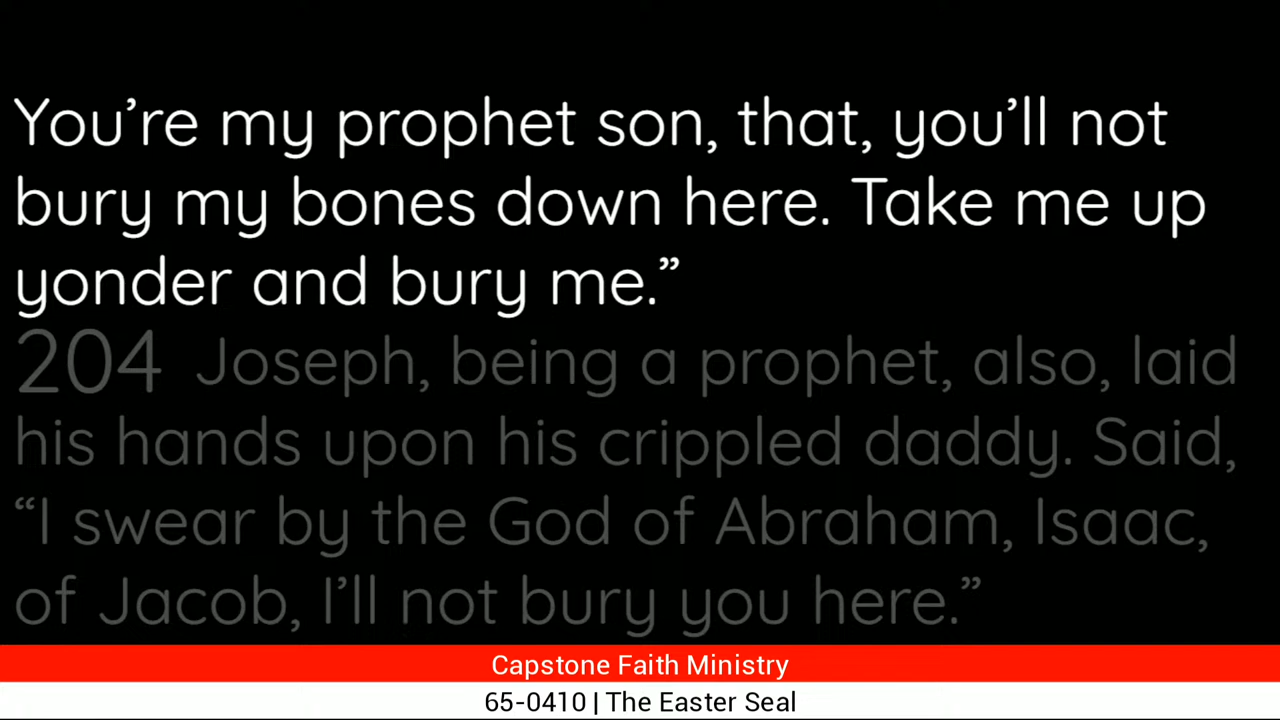 You’re my prophet son, that, you’ll not
bury my bones down here. Take me up
yonder and bury me.”
204 Joseph, being a prophet, also, laid
his hands upon his crippled daddy. Said,
“I swear by the God of Abraham, Isaac,
of Jacob, I’ll not bury you here.”
Capstone Faith Ministry
65-0410 | The Easter Seal